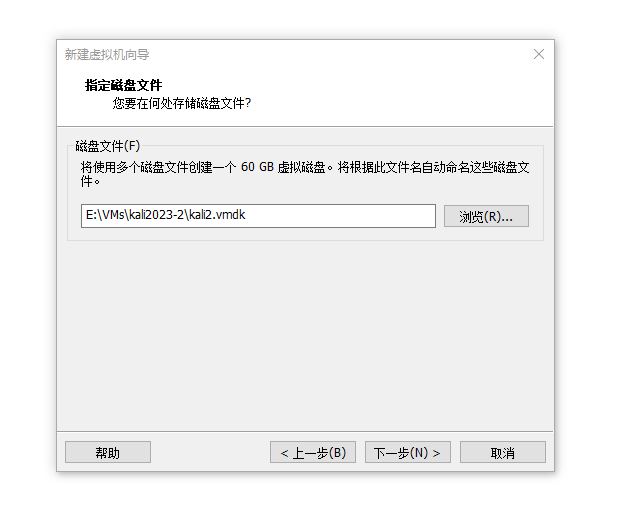 新建虚拟机向导
指定磁盘文件
您要在何处存储磁盘文件?
磁盘文件(F)
将使用多个磁盘文件创建一个 60 GB 虚拟磁盘。将根据此文件名自动命名这些磁盘文
件。
E:\VMs\kali2023-2\kali2.vmdk
浏览(R)...
帮助
< 上一步(B)
下一步(N) >
取消